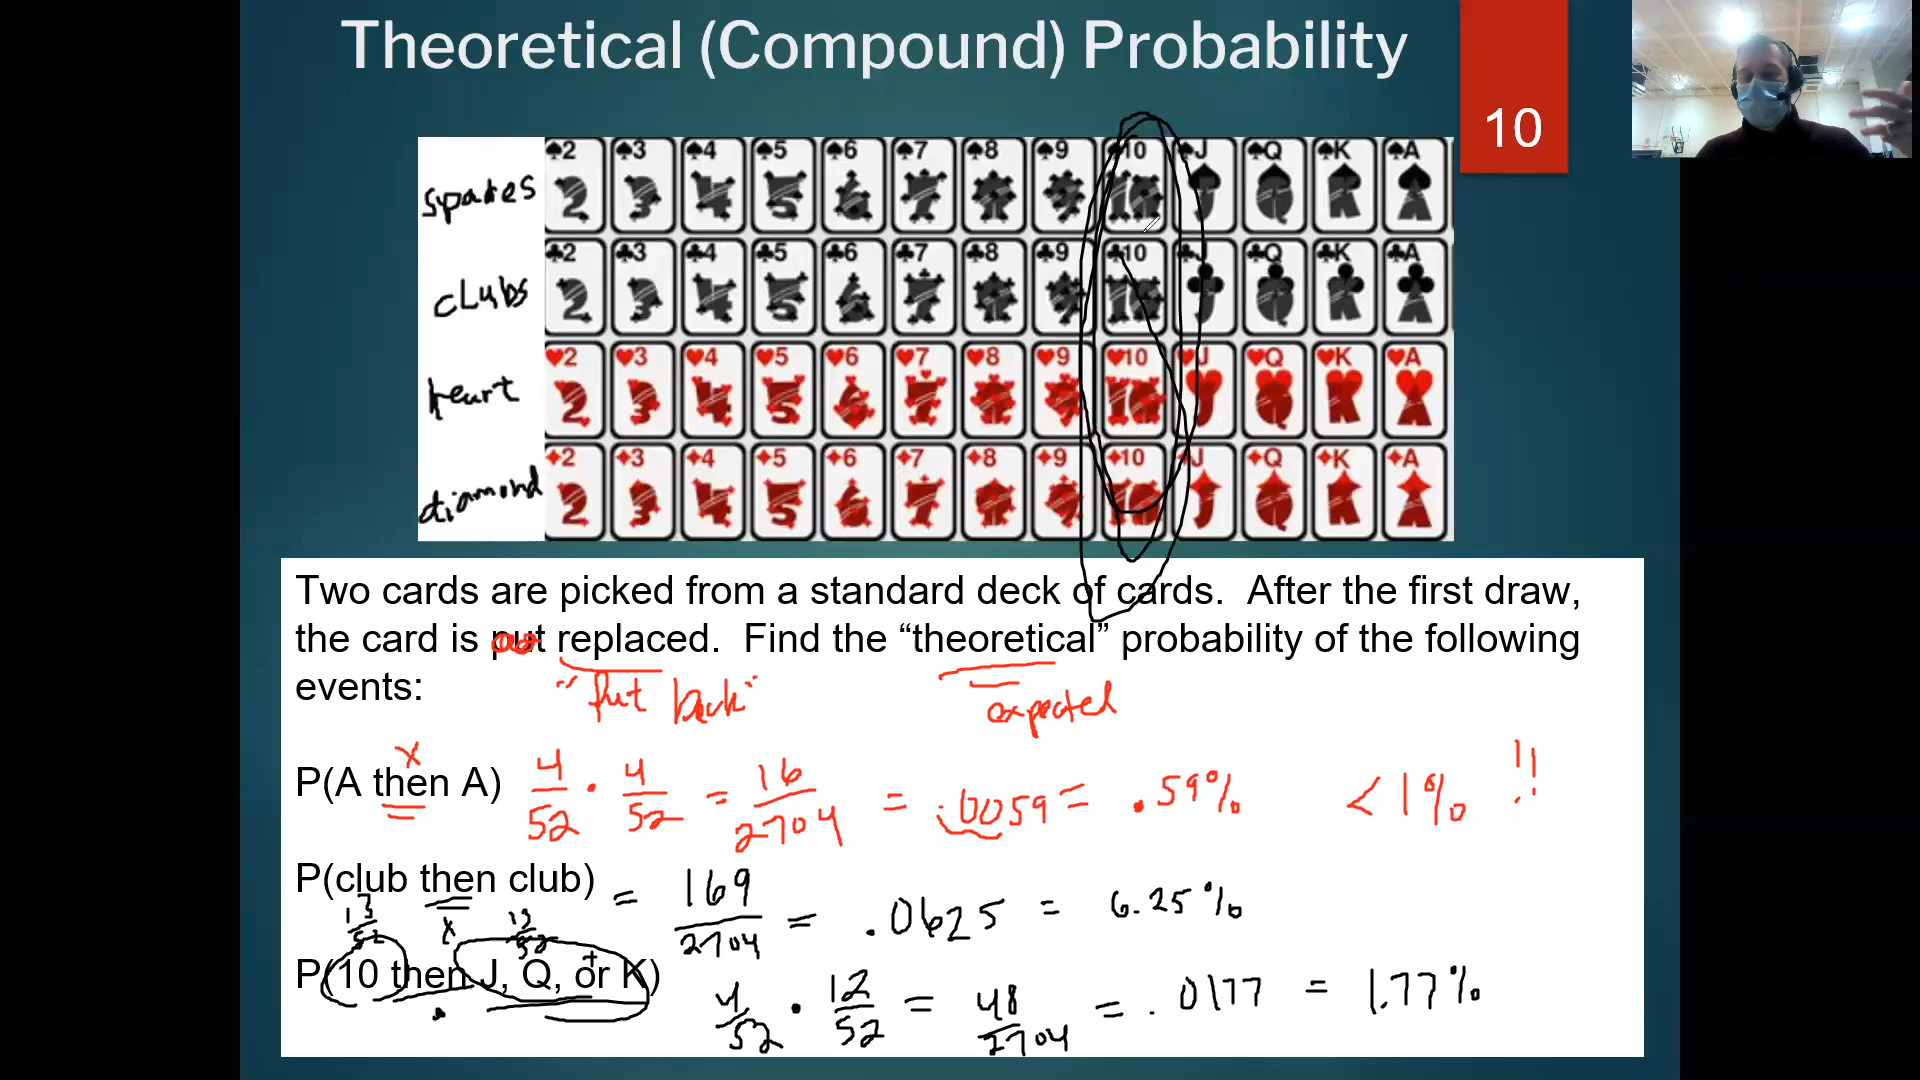 Theoretical (Compound) Probability
10
spades ♠2 ♠3 ♠4 ♠5 ♠6 ♠7 ♠8 ♠9 ♠10 ♠J ♠Q ♠K ♠A
clubs ♣2 ♣3 ♣4 ♣5 ♣6 ♣7 ♣8 ♣9 ♣10 ♣J ♣Q ♣K ♣A
heart ♥2 ♥3 ♥4 ♥5 ♥6 ♥7 ♥8 ♥9 ♥10 ♥J ♥Q ♥K ♥A
diamond ♦2 ♦3 ♦4 ♦5 ♦6 ♦7 ♦8 ♦9 ♦10 ♦J ♦Q ♦K ♦A
Two cards are picked from a standard deck of cards. After the first draw,
the card is put replaced. Find the “theoretical” probability of the following
events: "Put back" expected
x
P(A then A) 4/52 · 4/52 = 16/2704 = .0059 = .59% < 1% !!
P(club then club) = 169/2704 = .0625 = 6.25%
13/52 x 13/52
P(10 then J, Q, or K) 4/52 · 12/52 = 48/2704 = .0177 = 1.77%
+